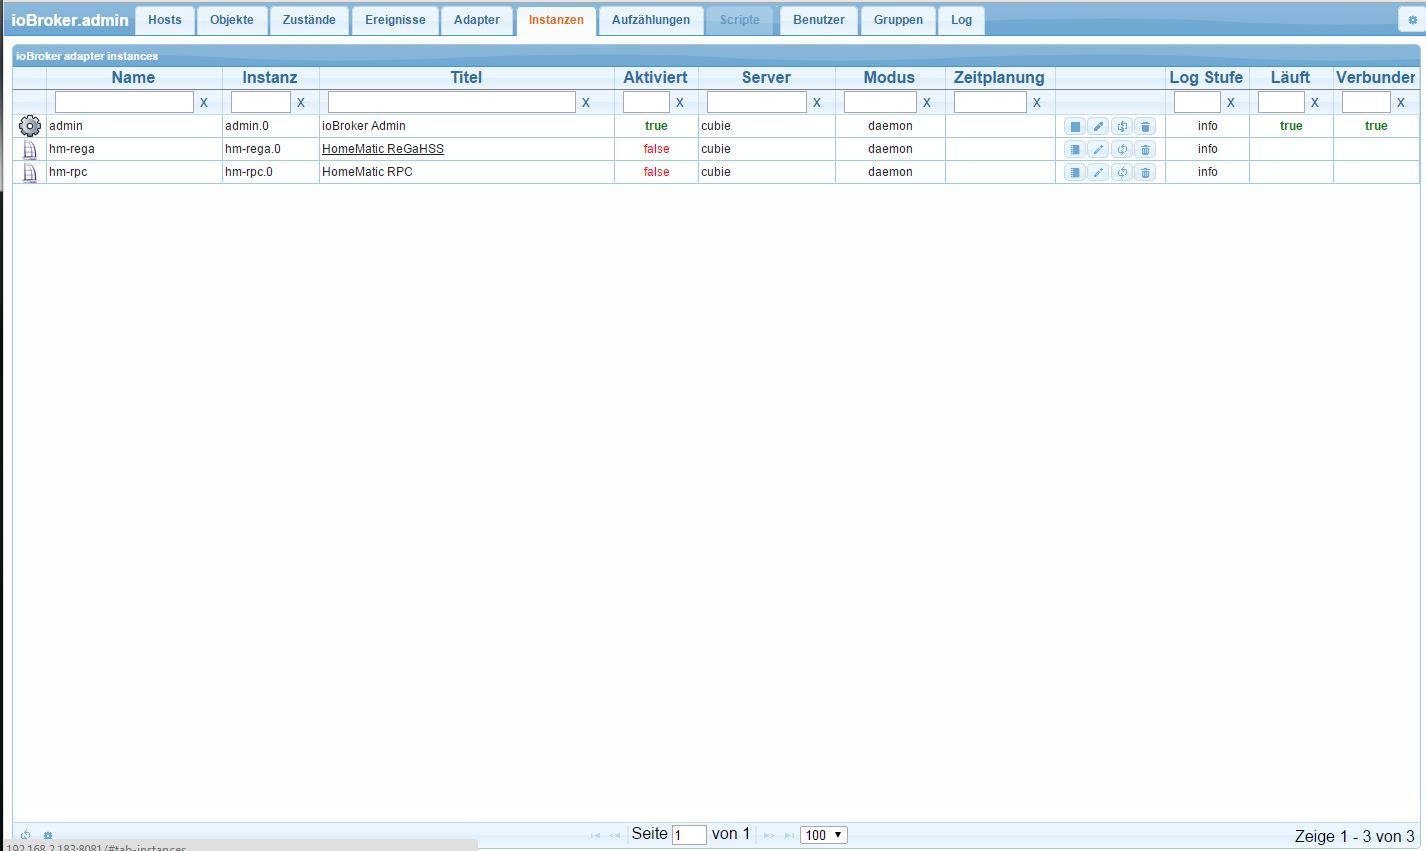 ioBroker.admin Hosts Objekte Zustände Ereignisse Adapter Instanzen Aufzählungen Scripte Benutzer Gruppen Log
ioBroker adapter instances
Name Instanz Titel Aktiviert Server Modus Zeitplanung Log Stufe Läuft Verbunden
x x x x x x x x x x
admin admin.0 ioBroker Admin true cubie daemon info true true
hm-rega hm-rega.0 HomeMatic ReGaHSS false cubie daemon info
hm-rpc hm-rpc.0 HomeMatic RPC false cubie daemon info
Seite 1 von 1 100 Zeige 1 - 3 von 3
192.168.2.183:8081/#tab-instances